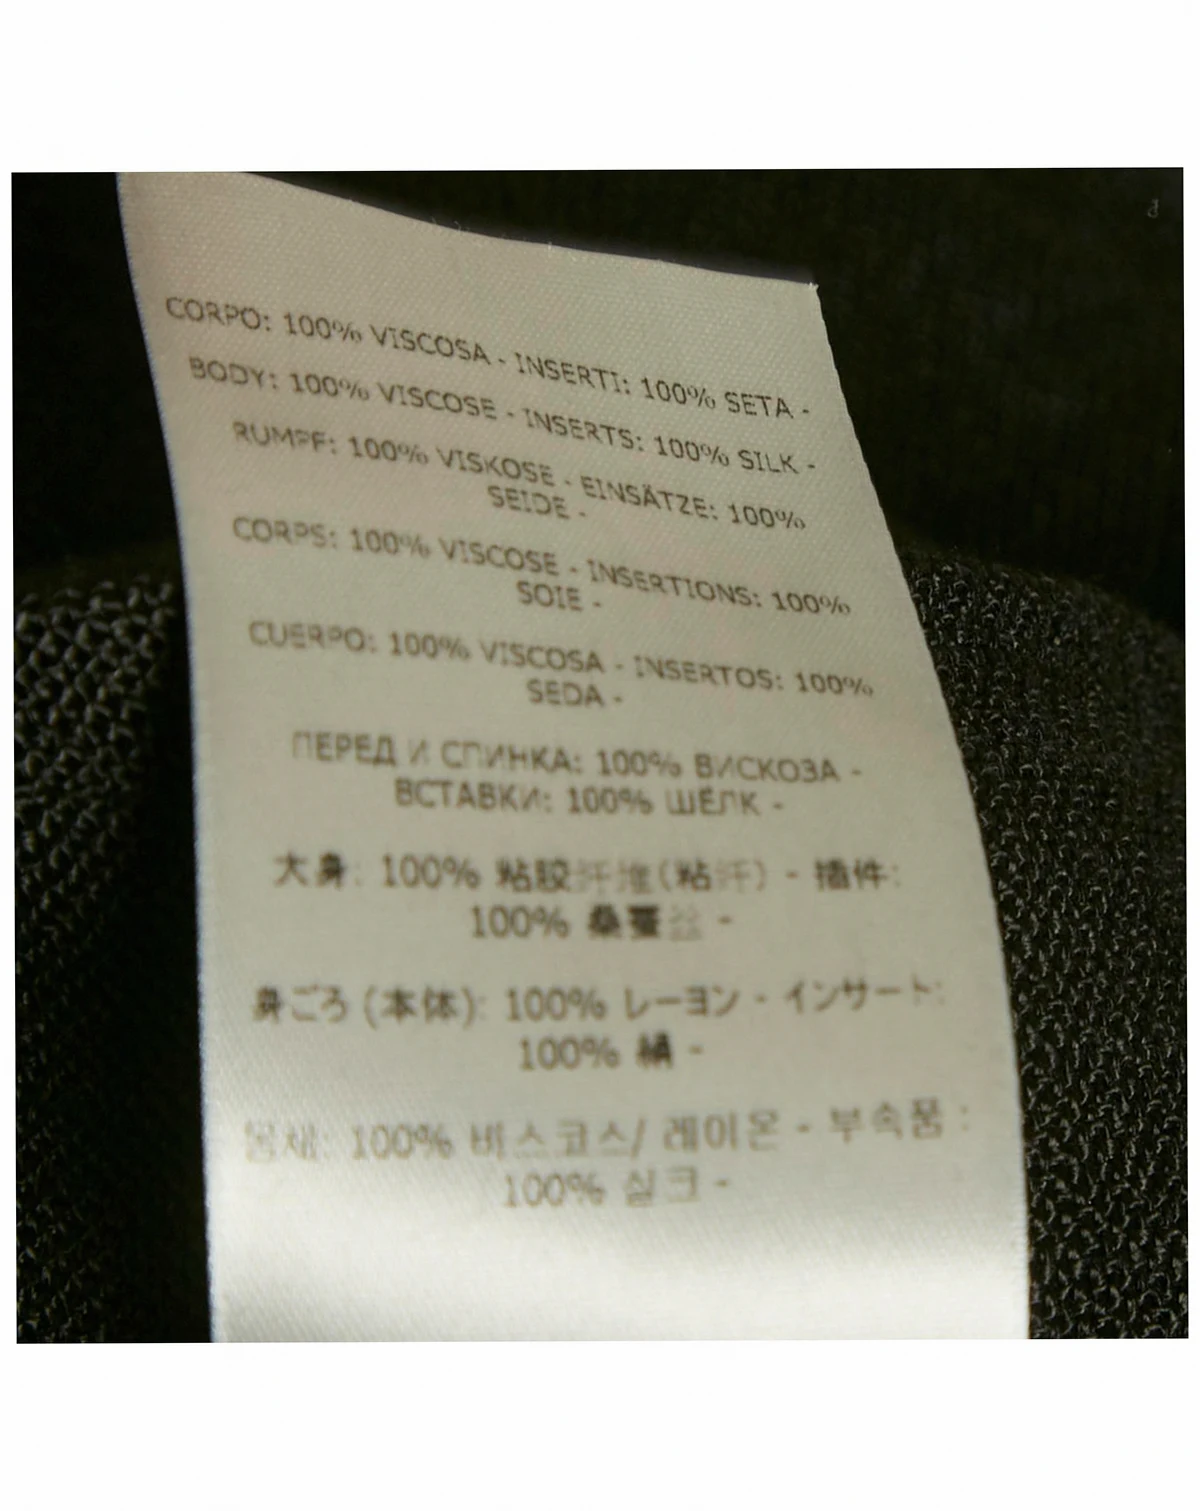 CORPO: 100% VISCOSA - INSERTI: 100% SETA -
BODY: 100% VISCOSE - INSERTS: 100% SILK -
RUMPF: 100% VISKOSE - EINSÄTZE: 100%
SEIDE -
CORPS: 100% VISCOSE - INSERTIONS: 100%
SOIE -
CUERPO: 100% VISCOSA - INSERTOS: 100%
SEDA -
ПЕРЕД И СПИНКА: 100% ВИСКОЗА -
ВСТАВКИ: 100% ШЁЛК -
大身: 100% 粘胶纤维(粘纤) - 插件:
100% 桑蚕丝 -
身ごろ (本体): 100% レーヨン - インサート:
100% 絹 -
몸체: 100% 비스코스/ 레이온 - 부속품 :
100% 실크 -